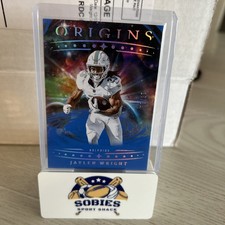 ORIGINS
DOLPHINS
JAYLEN WRIGHT
SOBIES
SPORT SHACK